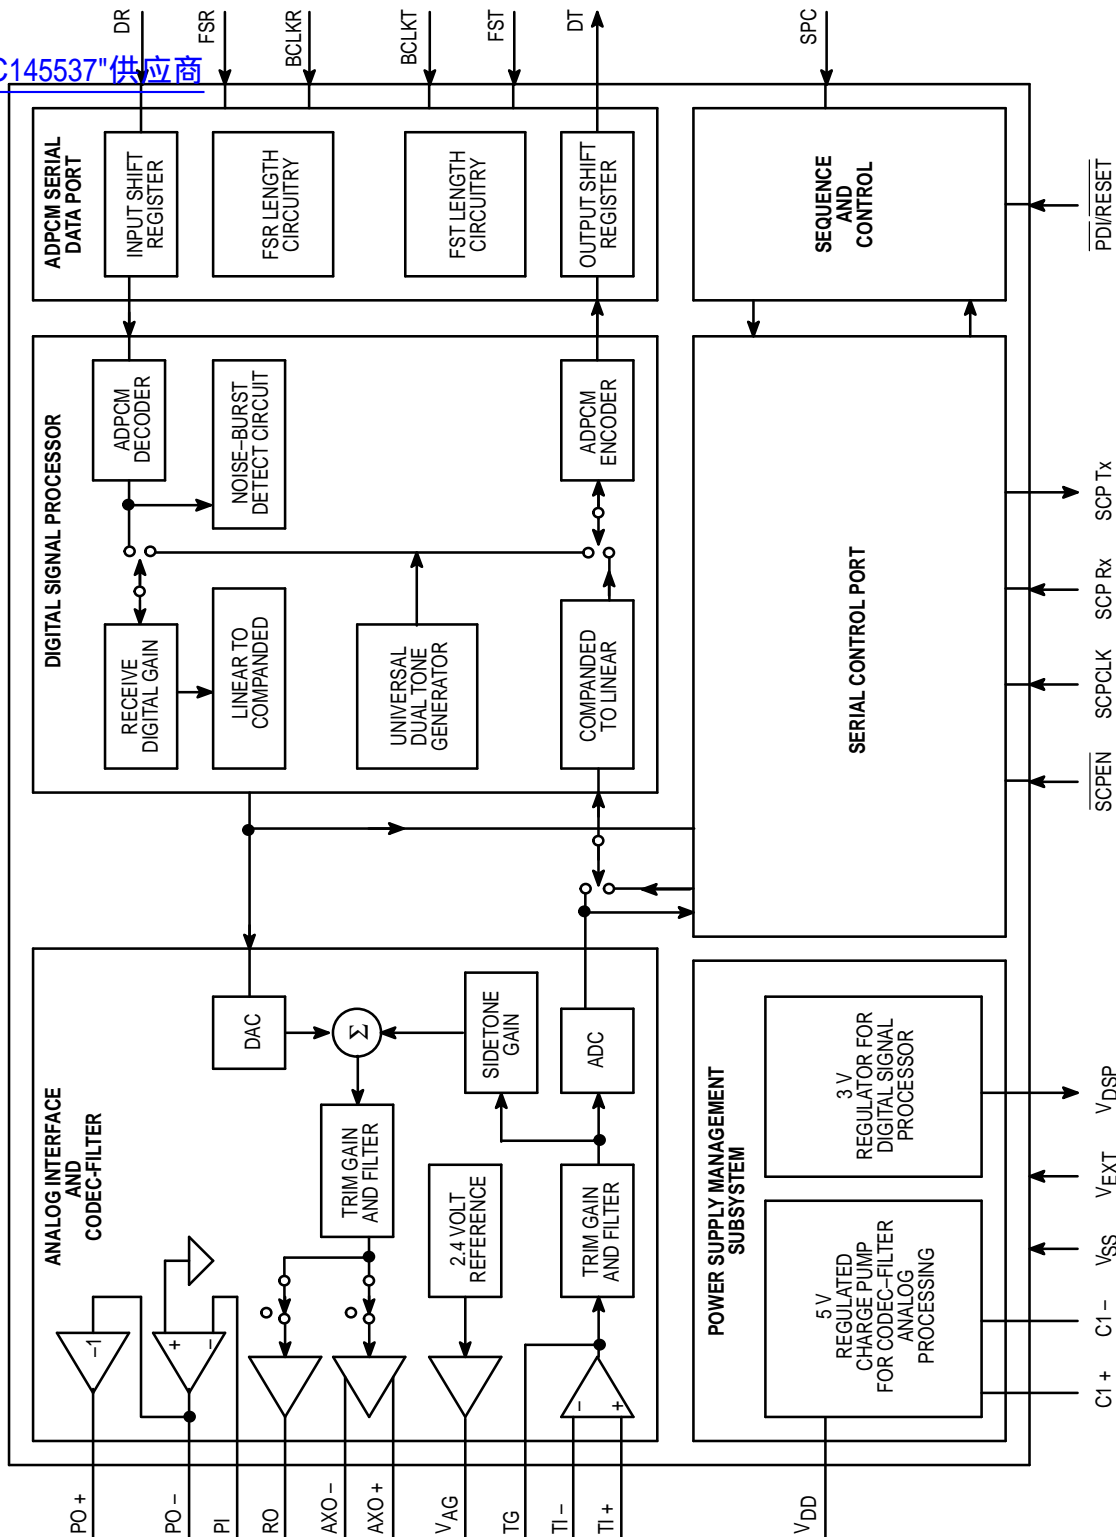 C145537"供应商
DR
FSR
BCLKR
BCLKT
FST
DT
SPC
ADPCM SERIAL
DATA PORT
INPUT SHIFT
REGISTER
FSR LENGTH
CIRCUITRY
FST LENGTH
CIRCUITRY
OUTPUT SHIFT
REGISTER
SEQUENCE
AND
CONTROL
PDI/RESET
DIGITAL SIGNAL PROCESSOR
ADPCM
DECODER
NOISE–BURST
DETECT CIRCUIT
ADPCM
ENCODER
RECEIVE
DIGITAL GAIN
LINEAR TO
COMPANDED
UNIVERSAL
DUAL TONE
GENERATOR
COMPANDED
TO LINEAR
SERIAL CONTROL PORT
SCP Tx
SCP Rx
SCPCLK
SCPEN
ANALOG INTERFACE
AND
CODEC-FILTER
DAC
Σ
SIDETONE
GAIN
ADC
TRIM GAIN
AND FILTER
2.4 VOLT
REFERENCE
TRIM GAIN
AND FILTER
–1
+
–
–
+
POWER SUPPLY MANAGEMENT
SUBSYSTEM
3 V
REGULATOR FOR
DIGITAL SIGNAL
PROCESSOR
5 V
REGULATED
CHARGE PUMP
FOR CODEC–FILTER
ANALOG
PROCESSING
VDSP
VEXT
VSS
C1 –
C1 +
PO +
PO –
PI
RO
AXO –
AXO +
VAG
TG
TI –
TI +
VDD